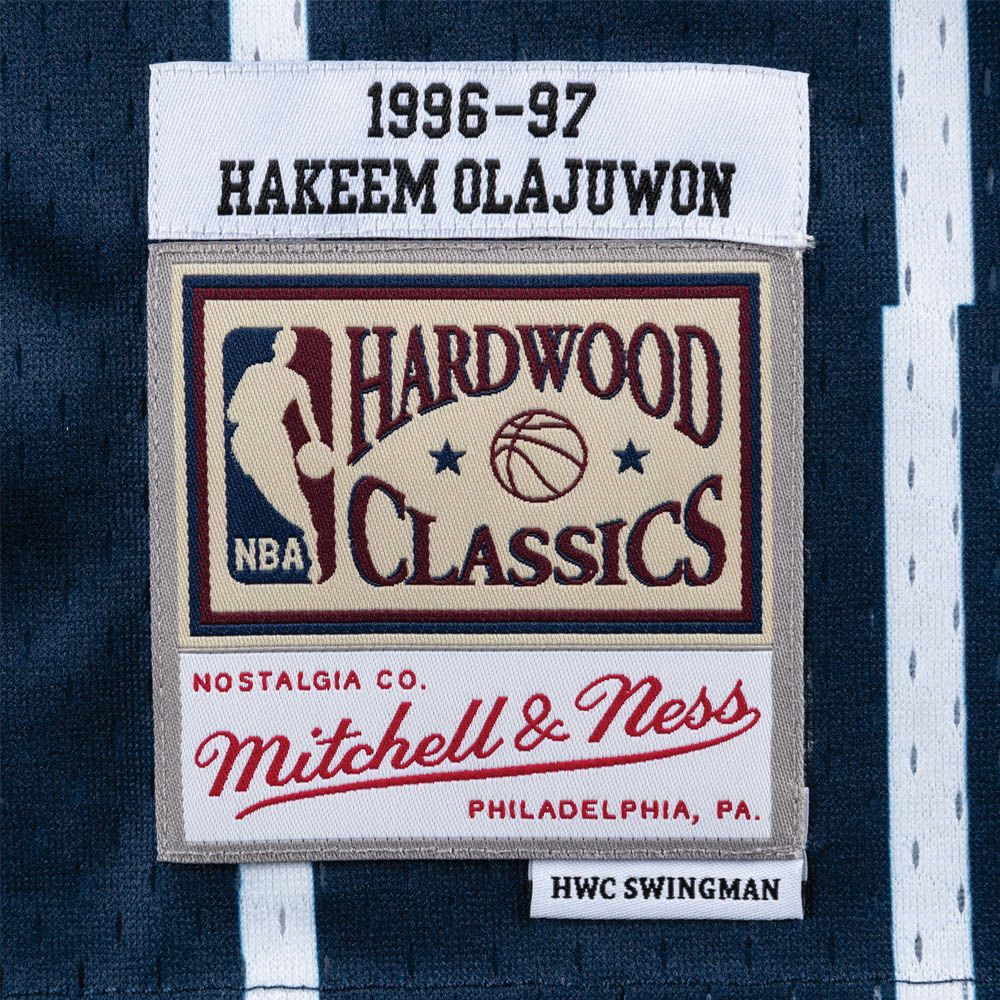 1996-97
HAKEEM OLAJUWON
HARDWOOD
CLASSICS
NBA
NOSTALGIA CO.
Mitchell & Ness
PHILADELPHIA, PA.
HWC SWINGMAN